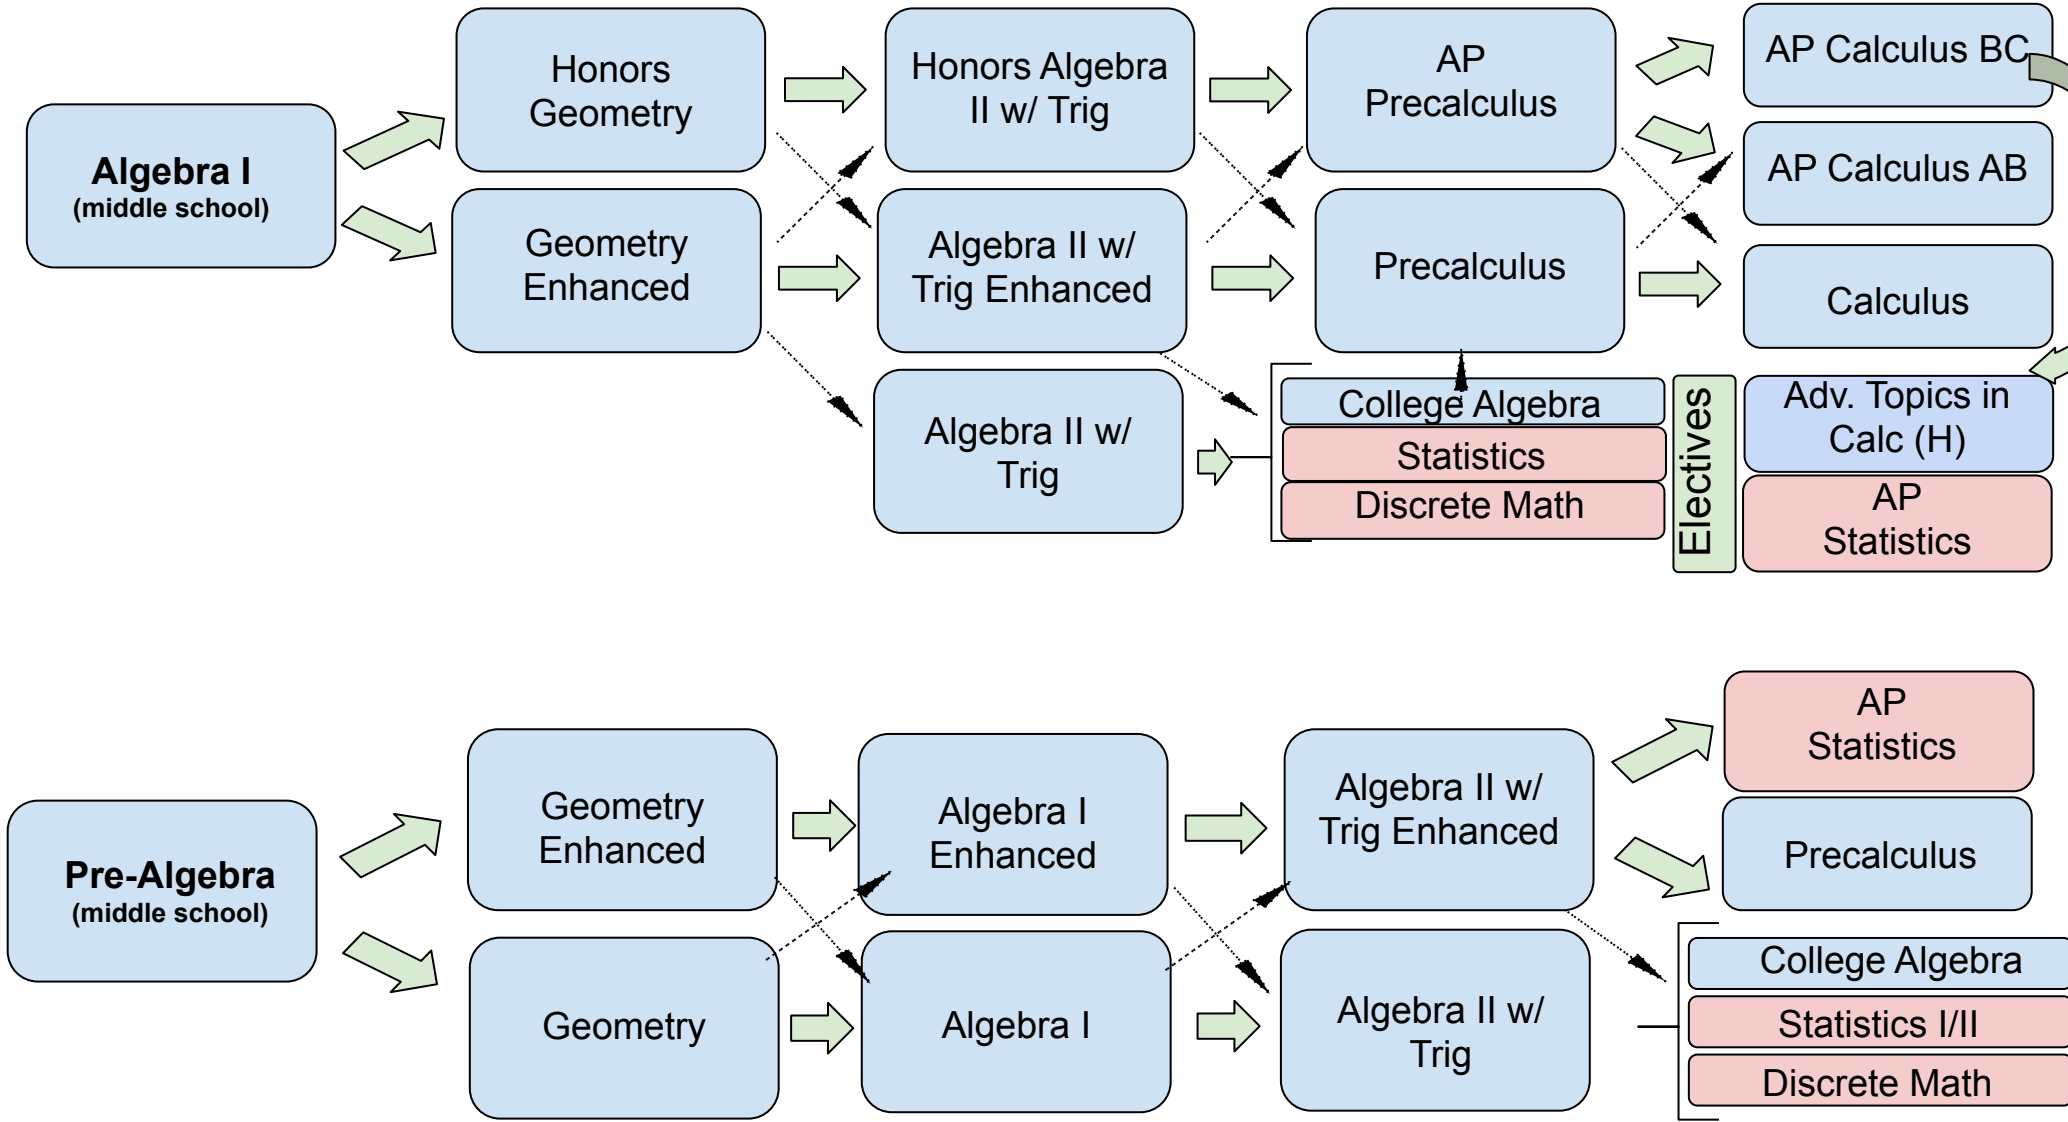 Honors
Geometry
Honors Algebra
II w/ Trig
AP
Precalculus
AP Calculus BC
Algebra I
(middle school)
AP Calculus AB
Geometry
Enhanced
Algebra II w/
Trig Enhanced
Precalculus
Calculus
Algebra II w/
Trig
College Algebra
Statistics
Discrete Math
Electives
Adv. Topics in
Calc (H)
AP
Statistics
Pre-Algebra
(middle school)
Geometry
Enhanced
Algebra I
Enhanced
Algebra II w/
Trig Enhanced
AP
Statistics
Precalculus
Geometry
Algebra I
Algebra II w/
Trig
College Algebra
Statistics I/II
Discrete Math